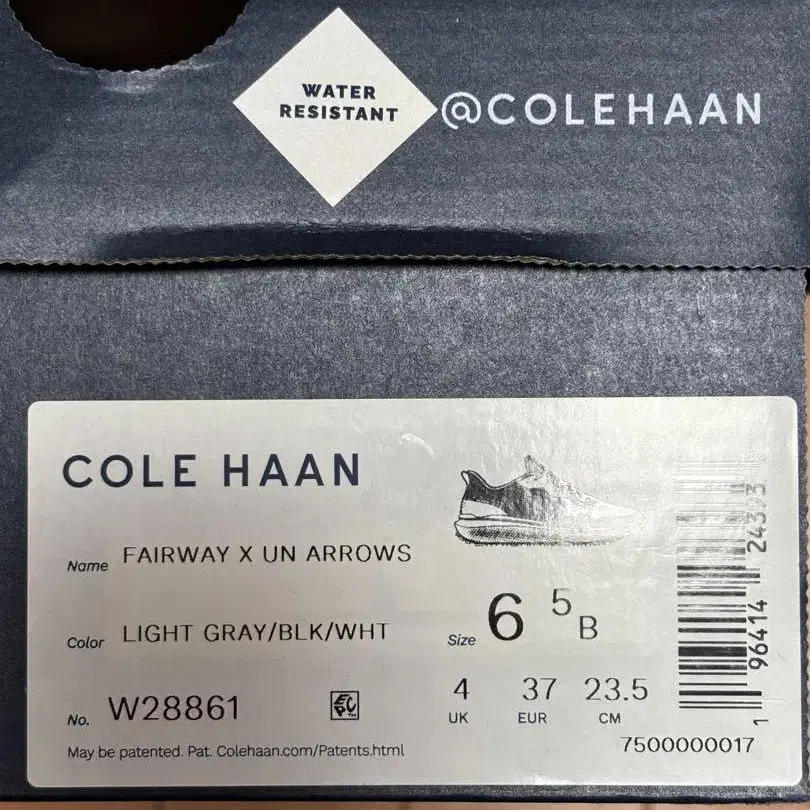 WATER
RESISTANT
@COLEHAAN
COLE HAAN
Name FAIRWAY X UN ARROWS
Color LIGHT GRAY/BLK/WHT
Size 6 5 B
No. W28861
4 37 23.5
UK EUR CM
May be patented. Pat. Colehaan.com/Patents.html
7500000017
1 96414 24393